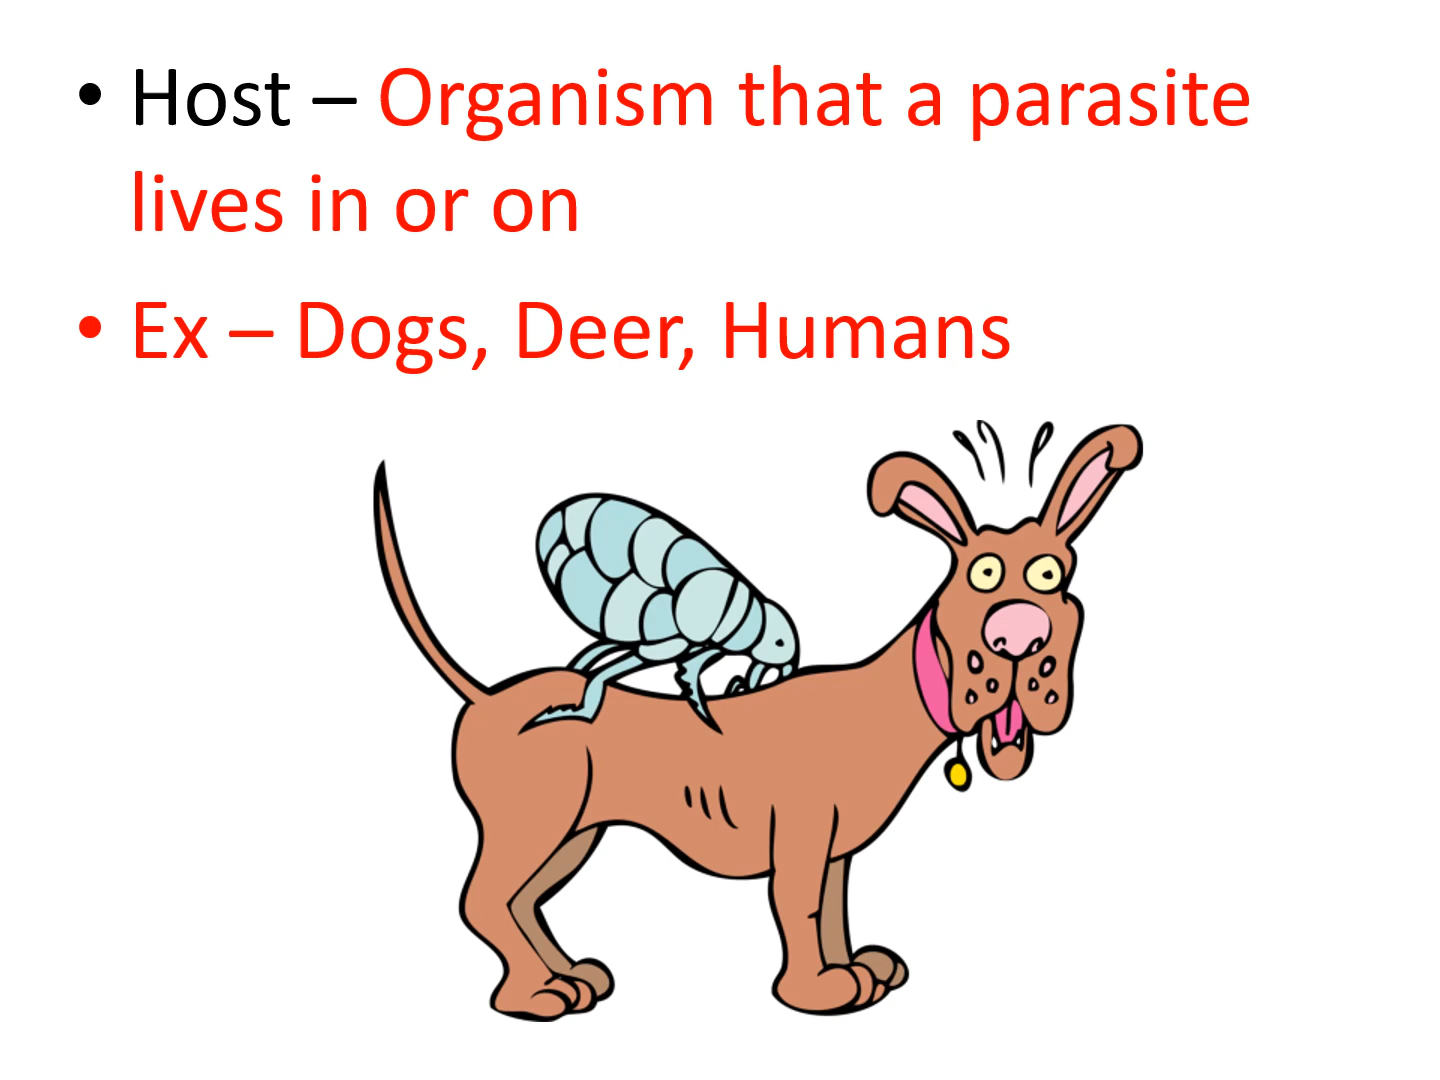 • Host – Organism that a parasite
lives in or on
• Ex – Dogs, Deer, Humans